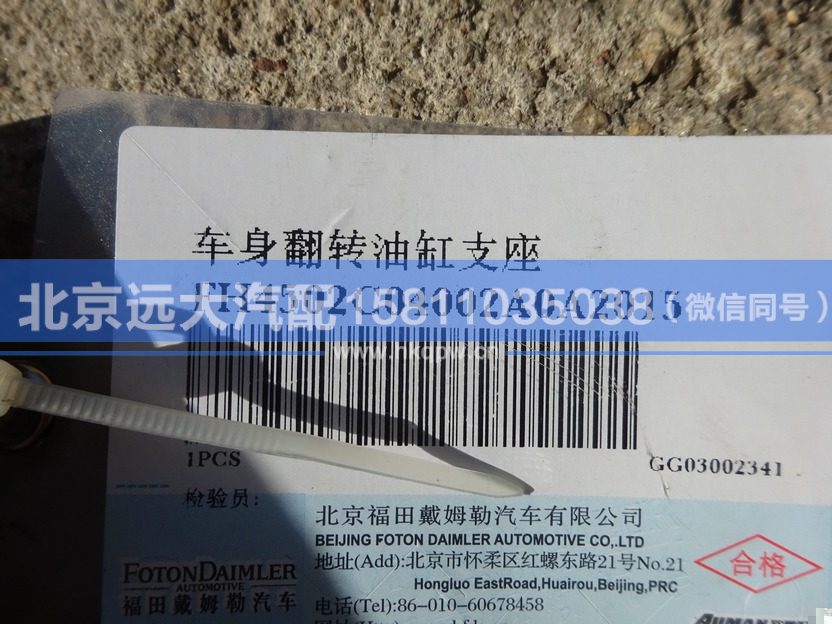 车身翻转油缸支座
FH4502C04002A0A2815
北京远大汽配 15811035038（微信同号）
www.hkqpw.cn
1PCS
GG03002341
检验员:
北京福田戴姆勒汽车有限公司
BEIJING FOTON DAIMLER AUTOMOTIVE CO,.LTD
地址(Add):北京市怀柔区红螺东路21号No.21
Hongluo EastRoad,Huairou,Beijing,PRC
电话(Tel):86-010-60678458
合格
FOTONDAIMLER
AUTOMOTIVE
福田戴姆勒汽车
AUMAN